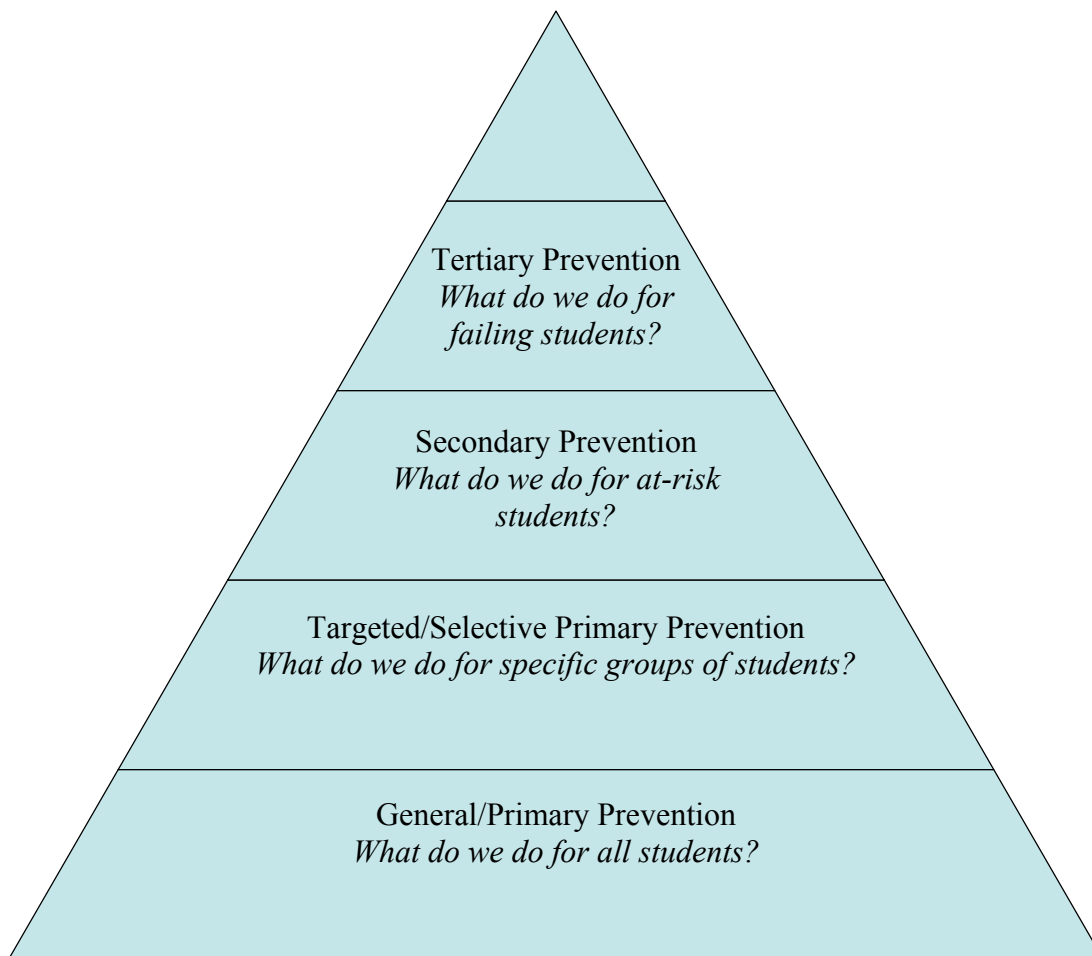 Tertiary Prevention
What do we do for
failing students?
Secondary Prevention
What do we do for at-risk
students?
Targeted/Selective Primary Prevention
What do we do for specific groups of students?
General/Primary Prevention
What do we do for all students?